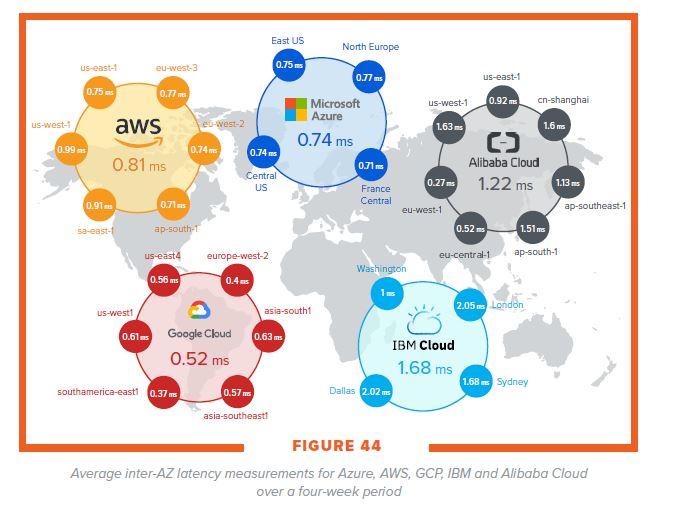 us-east-1
0.75 ms
eu-west-3
0.77 ms
us-west-1
0.99 ms
eu-west-2
0.74 ms
aws
0.81 ms
sa-east-1
0.91 ms
ap-south-1
0.71 ms
East US
0.75 ms
North Europe
0.77 ms
Microsoft
Azure
0.74 ms
0.74 ms
Central
US
0.71 ms
France
Central
us-east-1
0.92 ms
us-west-1
1.63 ms
cn-shanghai
1.6 ms
Alibaba Cloud
1.22 ms
0.27 ms
eu-west-1
1.13 ms
ap-southeast-1
0.52 ms
eu-central-1
1.51 ms
ap-south-1
us-east4
0.56 ms
europe-west-2
0.4 ms
us-west1
0.61 ms
asia-south1
0.63 ms
Google Cloud
0.52 ms
southamerica-east1
0.37 ms
0.57 ms
asia-southeast1
Washington
1 ms
2.05 ms
London
IBM Cloud
1.68 ms
Dallas
2.02 ms
1.68 ms
Sydney
FIGURE 44
Average inter-AZ latency measurements for Azure, AWS, GCP, IBM and Alibaba Cloud
over a four-week period